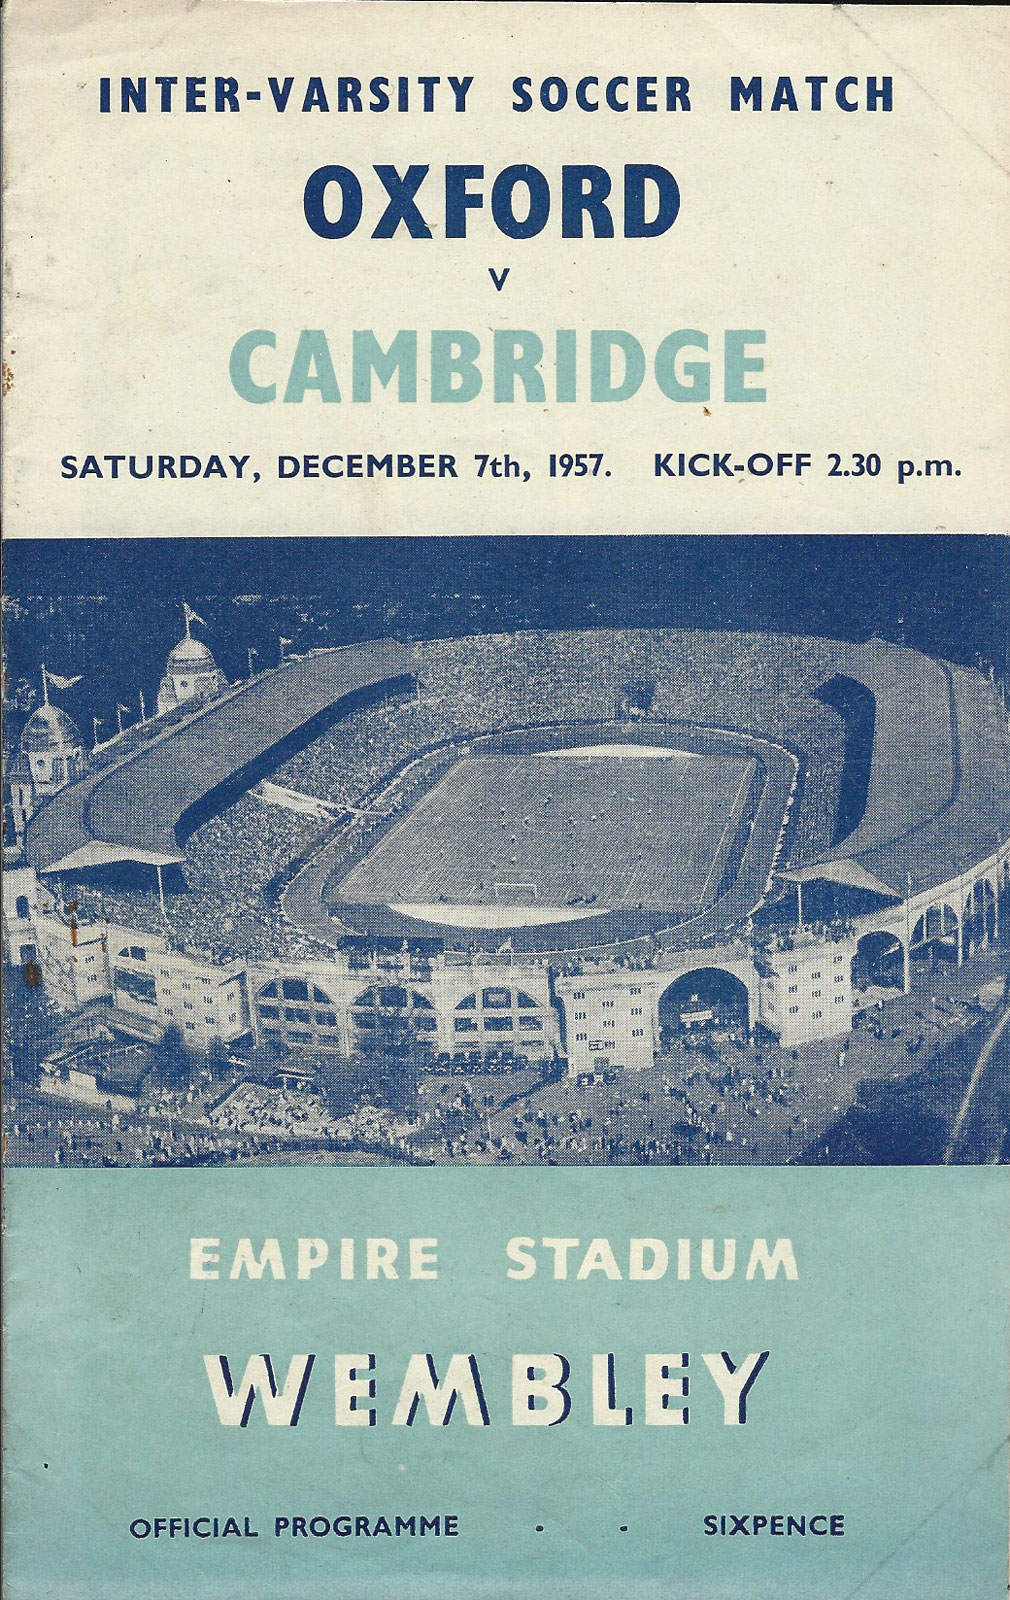 INTER-VARSITY SOCCER MATCH
OXFORD
V
CAMBRIDGE
SATURDAY, DECEMBER 7th, 1957. KICK-OFF 2.30 p.m.
EMPIRE STADIUM
WEMBLEY
OFFICIAL PROGRAMME . . SIXPENCE